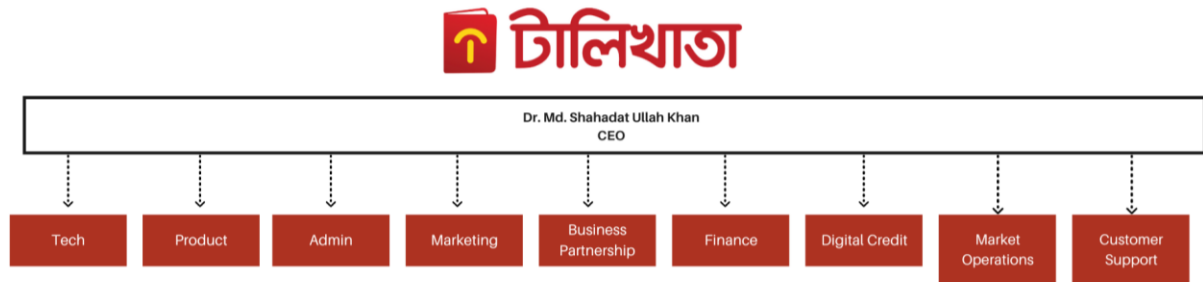 টালিখাতা
Dr. Md. Shahadat Ullah Khan
CEO
Tech
Product
Admin
Marketing
Business
Partnership
Finance
Digital Credit
Market
Operations
Customer
Support